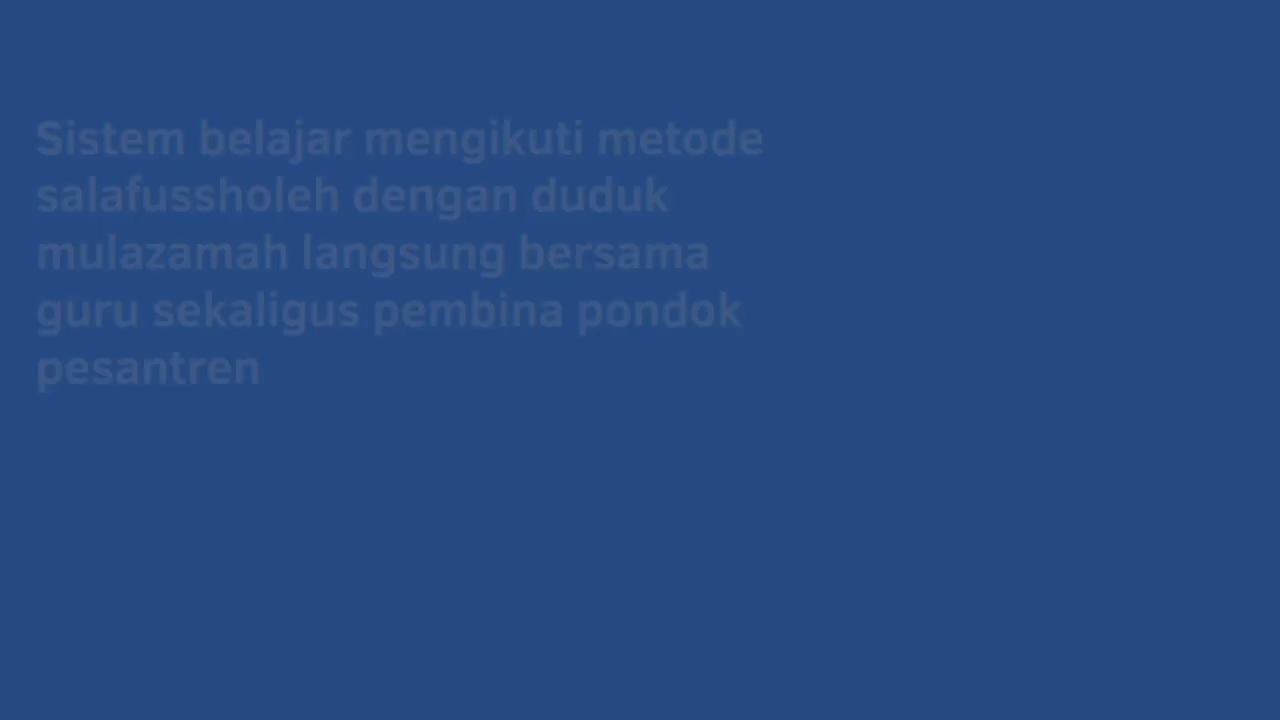 Sistem belajar mengikuti metode
salafussholeh dengan duduk
mulazamah langsung bersama
guru sekaligus pembina pondok
pesantren